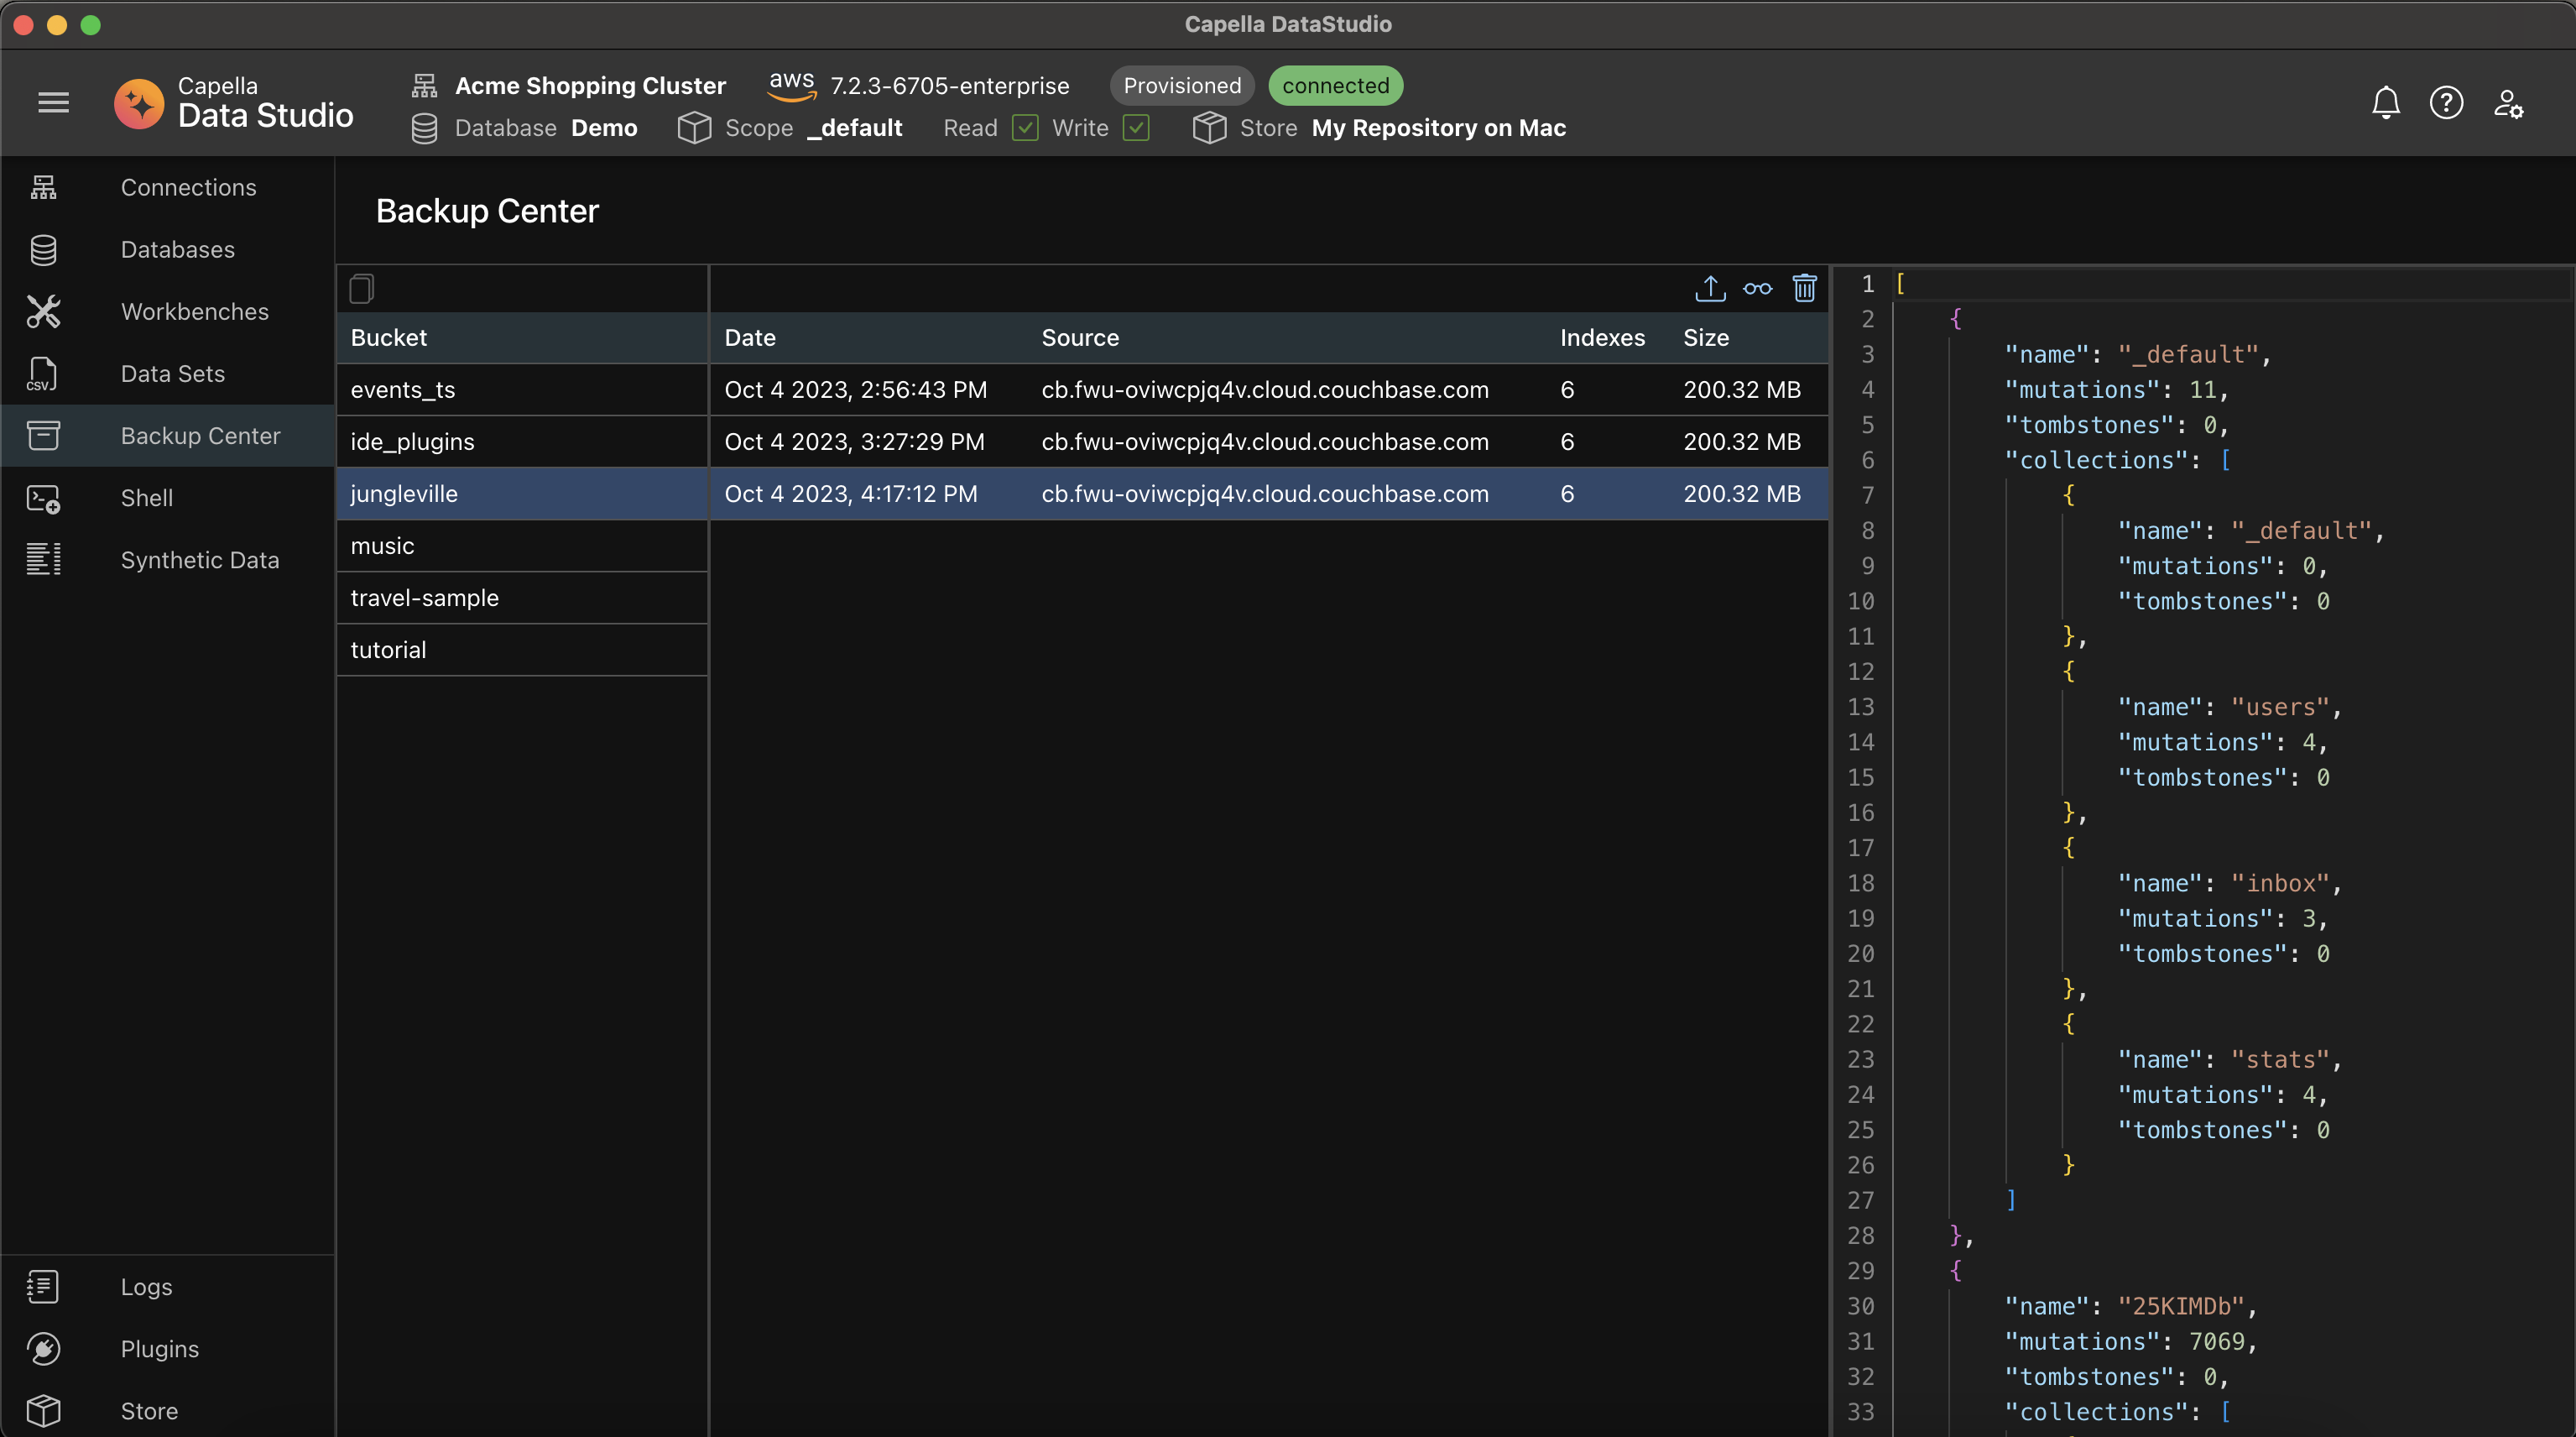 Capella DataStudio
Capella
Data Studio
Acme Shopping Cluster aws 7.2.3-6705-enterprise Provisioned connected
Database Demo Scope _default Read Write Store My Repository on Mac
Connections
Databases
Workbenches
CSV Data Sets
Backup Center
Shell
Synthetic Data
Logs
Plugins
Store
Backup Center
Bucket
events_ts
ide_plugins
jungleville
music
travel-sample
tutorial
Date Source Indexes Size
Oct 4 2023, 2:56:43 PM cb.fwu-oviwcpjq4v.cloud.couchbase.com 6 200.32 MB
Oct 4 2023, 3:27:29 PM cb.fwu-oviwcpjq4v.cloud.couchbase.com 6 200.32 MB
Oct 4 2023, 4:17:12 PM cb.fwu-oviwcpjq4v.cloud.couchbase.com 6 200.32 MB
1 [
2 {
3 "name": "_default",
4 "mutations": 11,
5 "tombstones": 0,
6 "collections": [
7 {
8 "name": "_default",
9 "mutations": 0,
10 "tombstones": 0
11 },
12 {
13 "name": "users",
14 "mutations": 4,
15 "tombstones": 0
16 },
17 {
18 "name": "inbox",
19 "mutations": 3,
20 "tombstones": 0
21 },
22 {
23 "name": "stats",
24 "mutations": 4,
25 "tombstones": 0
26 }
27 ]
28 },
29 {
30 "name": "25KIMDb",
31 "mutations": 7069,
32 "tombstones": 0,
33 "collections": [